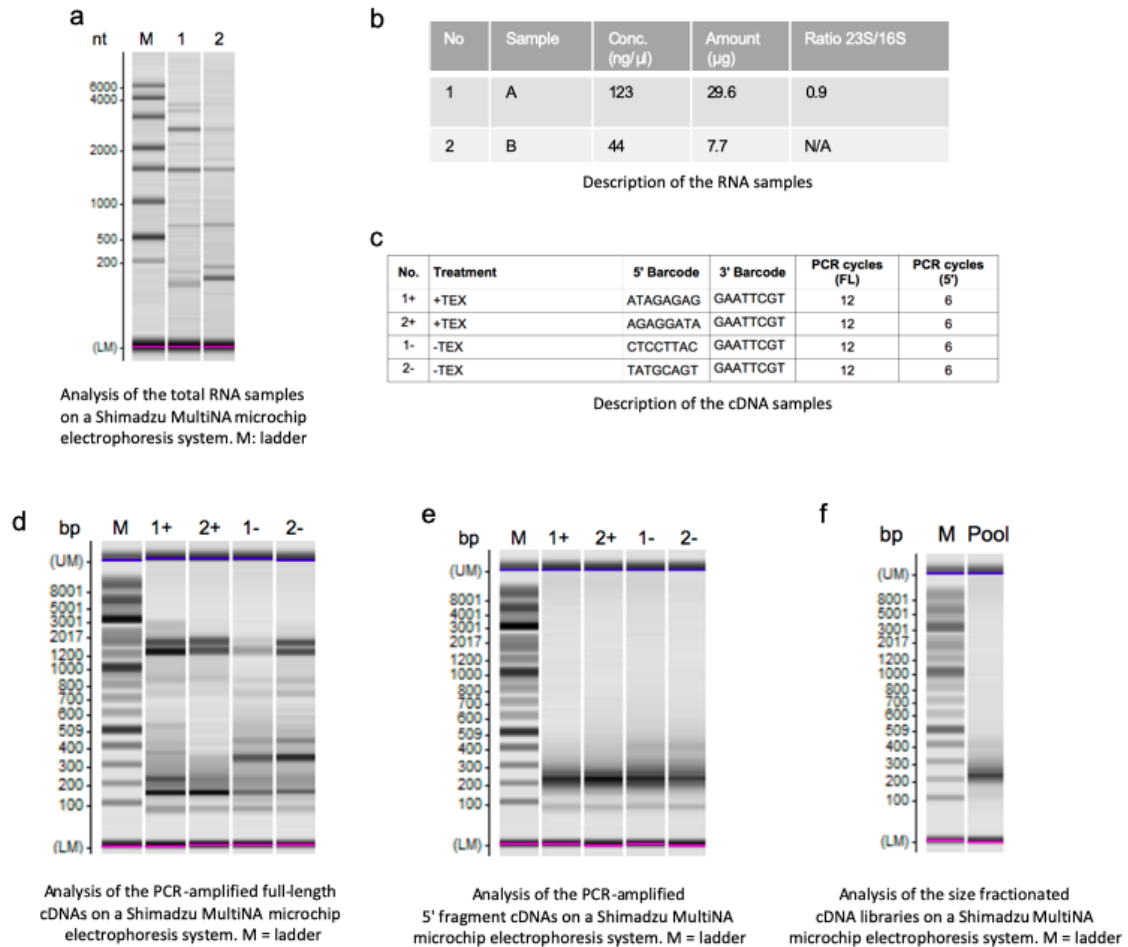 a
nt M 1 2
6000
4000
2000
1000
500
200
(LM)
Analysis of the total RNA samples
on a Shimadzu MultiNA microchip
electrophoresis system. M: ladder
b
No Sample Conc. (ng/µl) Amount (µg) Ratio 23S/16S
1 A 123 29.6 0.9
2 B 44 7.7 N/A
Description of the RNA samples
c
No. Treatment 5' Barcode 3' Barcode PCR cycles (FL) PCR cycles (5')
1+ +TEX ATAGAGAG GAATTCGT 12 6
2+ +TEX AGAGGATA GAATTCGT 12 6
1- -TEX CTCCTTAC GAATTCGT 12 6
2- -TEX TATGCAGT GAATTCGT 12 6
Description of the cDNA samples
d
bp M 1+ 2+ 1- 2-
(UM)
8001
5001
3001
2017
1200
1000
800
700
600
509
400
300
200
100
(LM)
Analysis of the PCR-amplified full-length
cDNAs on a Shimadzu MultiNA microchip
electrophoresis system. M = ladder
e
bp M 1+ 2+ 1- 2-
(UM)
8001
5001
3001
2017
1200
1000
800
700
600
509
400
300
200
100
(LM)
Analysis of the PCR-amplified
5' fragment cDNAs on a Shimadzu MultiNA
microchip electrophoresis system. M = ladder
f
bp M Pool
(UM)
8001
5001
3001
2017
1200
1000
800
700
600
509
400
300
200
100
(LM)
Analysis of the size fractionated
cDNA libraries on a Shimadzu MultiNA
microchip electrophoresis system. M = ladder